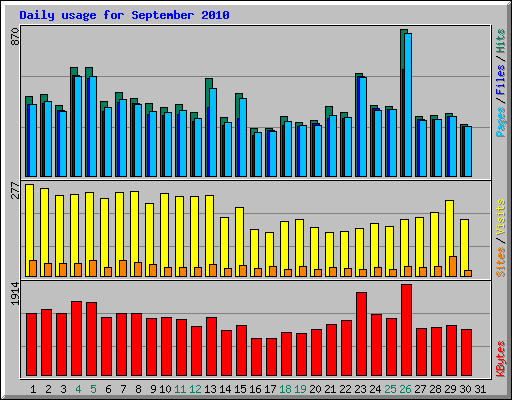 Daily usage for September 2010
870
Pages / Files / Hits
277
Sites / Visits
1914
KBytes
1 2 3 4 5 6 7 8 9 10 11 12 13 14 15 16 17 18 19 20 21 22 23 24 25 26 27 28 29 30 31